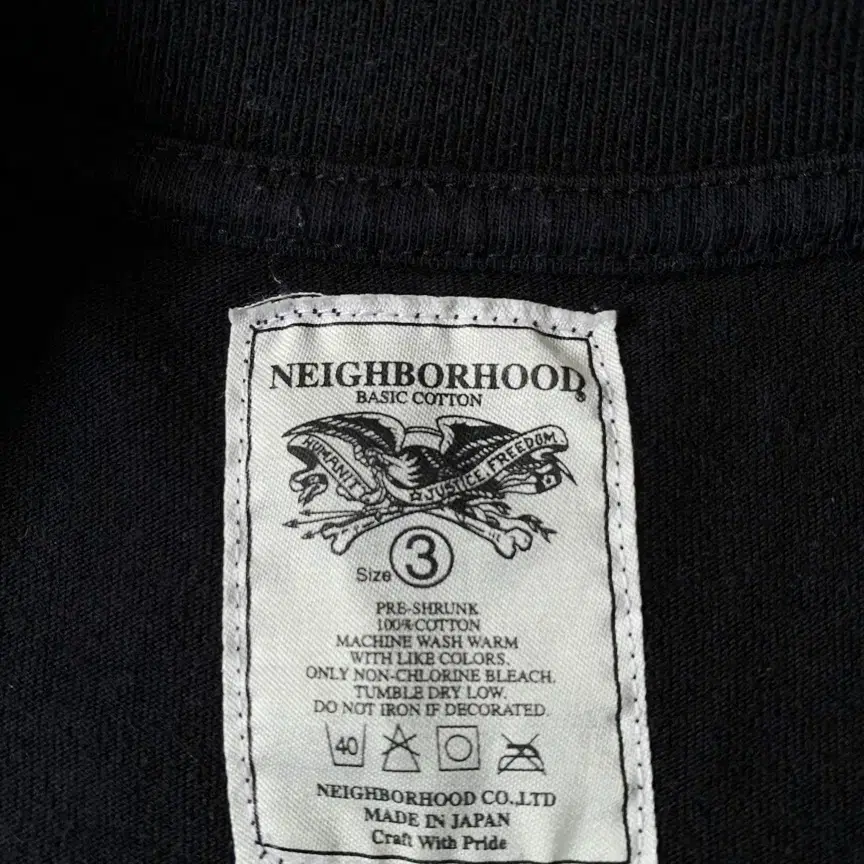 NEIGHBORHOOD®
BASIC COTTON
HUMANITY
☆JUSTICE.FREEDOM
Size 3
PRE-SHRUNK
100%COTTON
MACHINE WASH WARM
WITH LIKE COLORS.
ONLY NON-CHLORINE BLEACH.
TUMBLE DRY LOW.
DO NOT IRON IF DECORATED.
40
NEIGHBORHOOD CO.,LTD
MADE IN JAPAN
Craft With Pride